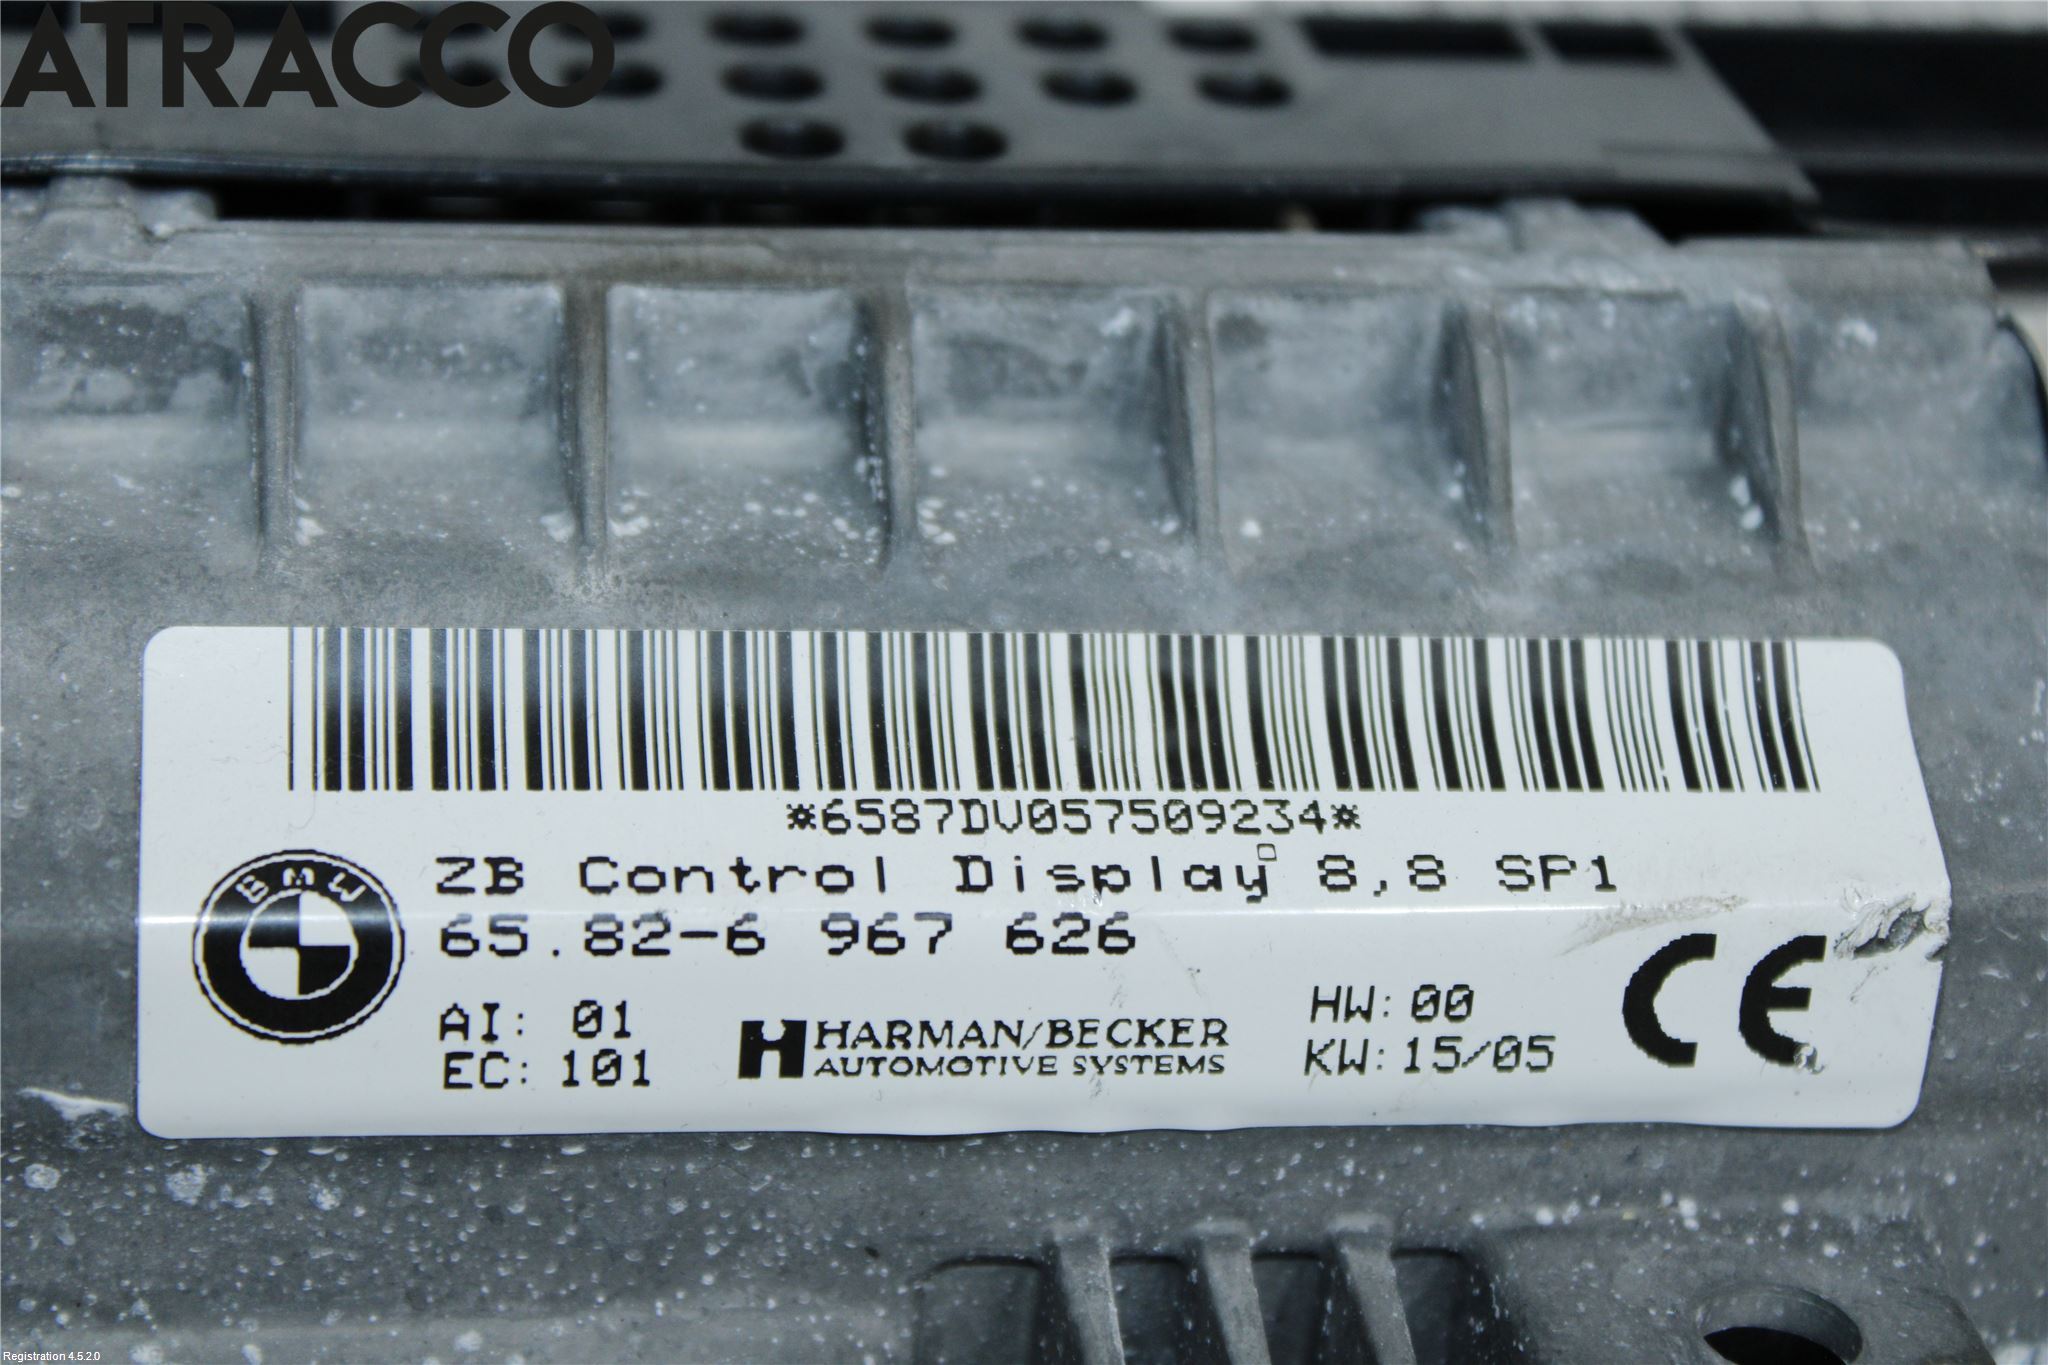 ATRACCO
*6587DV057509234*
ZB Control Display 8,8 SP1
65.82-6 967 626
BMW
AI: 01
EC: 101
HARMAN/BECKER
AUTOMOTIVE SYSTEMS
HW: 00
KW: 15/05
CE
Registration 4.5.2.0